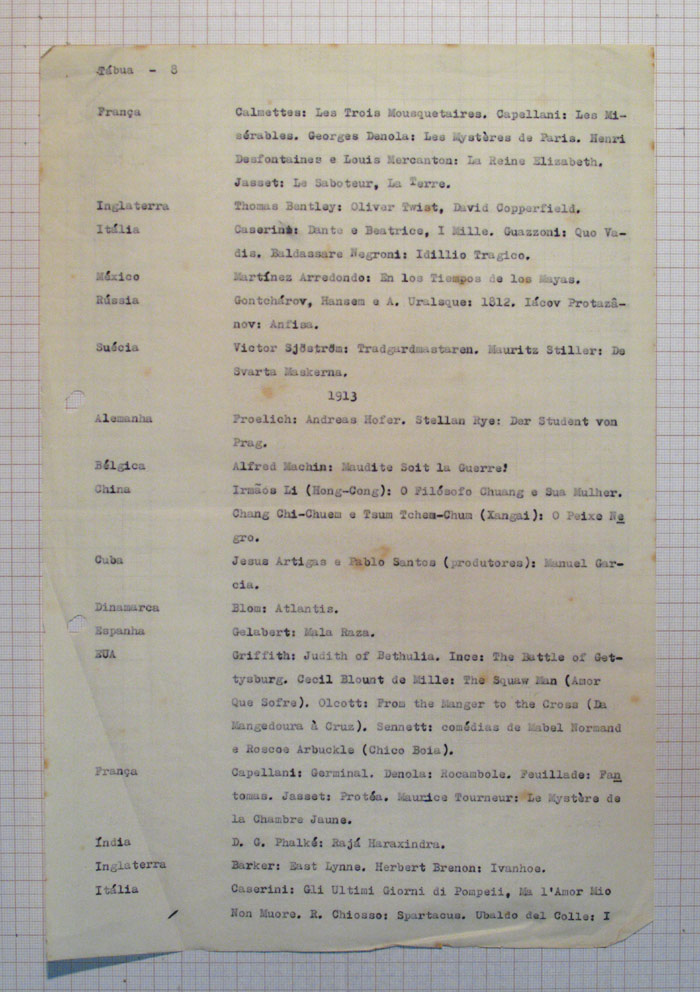 Tábua - 8
França Calmettes: Les Trois Mousquetaires. Capellani: Les Mi-
sérables. Georges Denola: Les Mystères de Paris. Henri
Desfontaines e Louis Mercanton: La Reine Elizabeth.
Jasset: Le Saboteur, La Terre.
Inglaterra Thomas Bentley: Oliver Twist, David Copperfield.
Itália Caserini: Dante e Beatrice, I Mille. Guazzoni: Quo Va-
dis. Baldassare Negroni: Idillio Tragico.
México Martínez Arredondo: En los Tiempos de los Mayas.
Rússia Gontchárov, Hansem e A. Uralsque: 1812. Iácov Protazâ-
nov: Anfisa.
Suécia Victor Sjöström: Tradgardmastaren. Mauritz Stiller: De
Svarta Maskerna.
1913
Alemanha Froelich: Andreas Hofer. Stellan Rye: Der Student von
Prag.
Bélgica Alfred Machin: Maudite Soit la Guerre!
China Irmãos Li (Hong-Cong): O Filósofo Chuang e Sua Mulher.
Chang Chi-Chuem e Tsum Tchem-Chum (Xangai): O Peixe Ne
gro.
Cuba Jesus Artigas e Pablo Santos (produtores): Manuel Gar-
cia.
Dinamarca Blom: Atlantis.
Espanha Gelabert: Mala Raza.
EUA Griffith: Judith of Bethulia. Ince: The Battle of Get-
tysburg. Cecil Blount de Mille: The Squaw Man (Amor
Que Sofre). Olcott: From the Manger to the Cross (Da
Mangedoura à Cruz). Sennett: comédias de Mabel Normand
e Roscoe Arbuckle (Chico Boia).
França Capellani: Germinal. Denola: Rocambole. Feuillade: Fan
tomas. Jasset: Protéa. Maurice Tourneur: Le Mystère de
la Chambre Jaune.
Índia D. G. Phalké: Rajá Haraxindra.
Inglaterra Barker: East Lynne. Herbert Brenon: Ivanhoe.
Itália Caserini: Gli Ultimi Giorni di Pompeii, Ma l'Amor Mio
Non Muore. R. Chiosso: Spartacus. Ubaldo del Colle: I